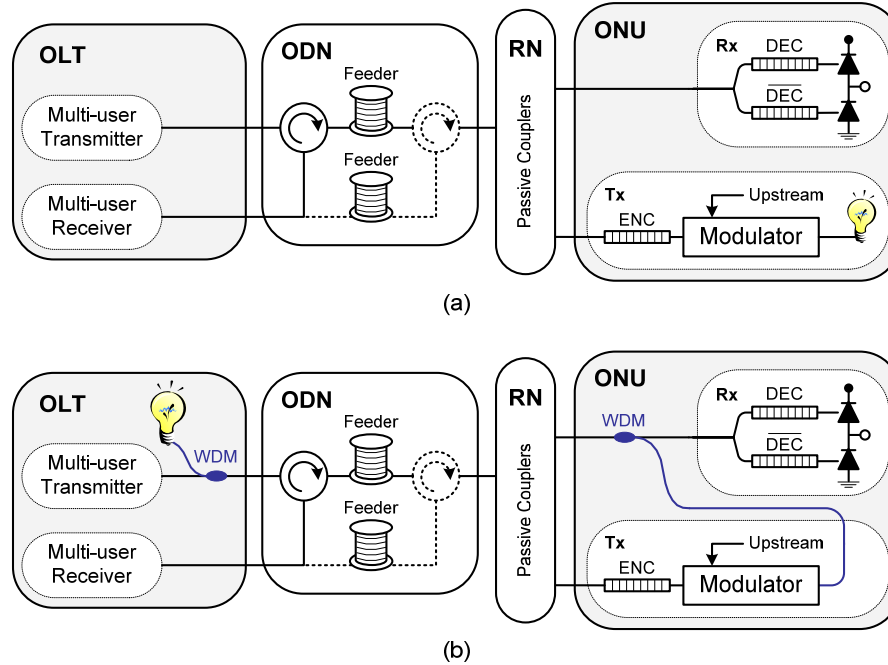 OLT
Multi-user
Transmitter
Multi-user
Receiver
ODN
Feeder
Feeder
RN
Passive Couplers
ONU
Rx
DEC
DEC
Tx
ENC
Upstream
Modulator
(a)
OLT
WDM
Multi-user
Transmitter
Multi-user
Receiver
ODN
Feeder
Feeder
RN
Passive Couplers
ONU
WDM
Rx
DEC
DEC
Tx
ENC
Upstream
Modulator
(b)